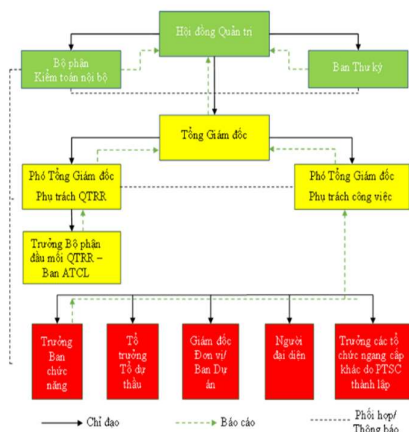 Hội đồng Quản trị
Bộ phận
Kiểm toán nội bộ
Ban Thư ký
Tổng Giám đốc
Phó Tổng Giám đốc
Phụ trách QTRR
Phó Tổng Giám đốc
Phụ trách công việc
Trưởng Bộ phận
đầu mối QTRR –
Ban ATCL
Trưởng
Ban
chức
năng
Tổ
trưởng
Tổ dự
thầu
Giám đốc
Đơn vị/
Ban Dự
án
Người
đại diện
Trưởng các tổ
chức ngang cấp
khác do PTSC
thành lập
Chỉ đạo
Báo cáo
Phối hợp/
Thông báo